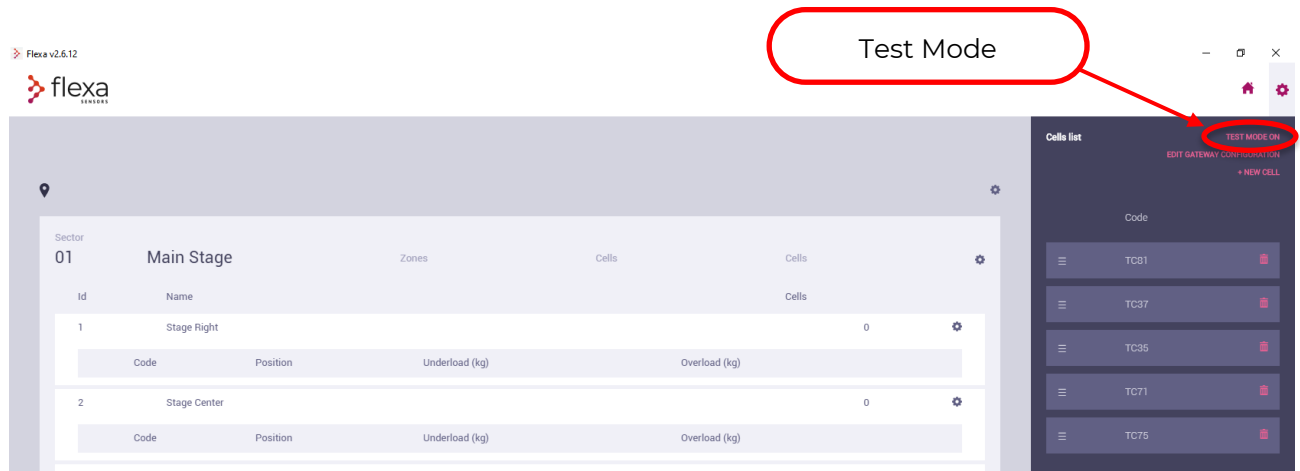 Test Mode
Flexa v2.6.12
flexa
SENSORS
Cells list
TEST MODE ON
EDIT GATEWAY CONFIGURATION
+ NEW CELL
Code
Sector
01 Main Stage Zones Cells Cells
Id Name Cells
1 Stage Right 0
Code Position Underload (kg) Overload (kg)
2 Stage Center 0
Code Position Underload (kg) Overload (kg)
TC81
TC37
TC35
TC71
TC75